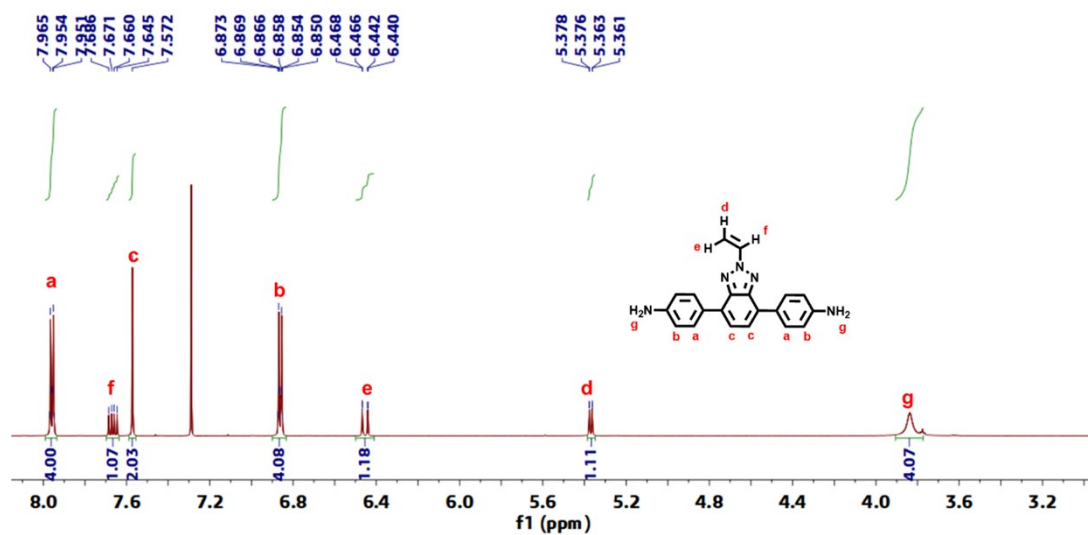 7.965 7.954 7.951 7.686 7.671 7.660 7.645 7.572 6.873 6.869 6.866 6.858 6.854 6.850 6.468 6.466 6.442 6.440 5.378 5.376 5.363 5.361
d
H
f
H
e H
N
N N
H₂N NH₂
g g
b a c c a b
a f c b e d g
4.00 1.07 2.03 4.08 1.18 1.11 4.07
8.0 7.6 7.2 6.8 6.4 6.0 5.6 5.2 4.8 4.4 4.0 3.6 3.2
f1 (ppm)